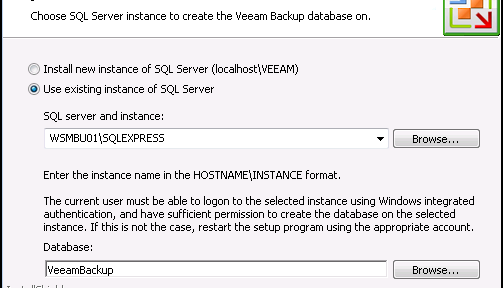 Choose SQL Server instance to create the Veeam Backup database on.
Install new instance of SQL Server (localhost\VEEAM)
Use existing instance of SQL Server
SQL server and instance:
WSMBU01\SQLEXPRESS
Browse...
Enter the instance name in the HOSTNAME\INSTANCE format.
The current user must be able to logon to the selected instance using Windows integrated
authentication, and have sufficient permission to create the database on the selected
instance. If this is not the case, restart the setup program using the appropriate account.
Database:
VeeamBackup
Browse...
InstallShield